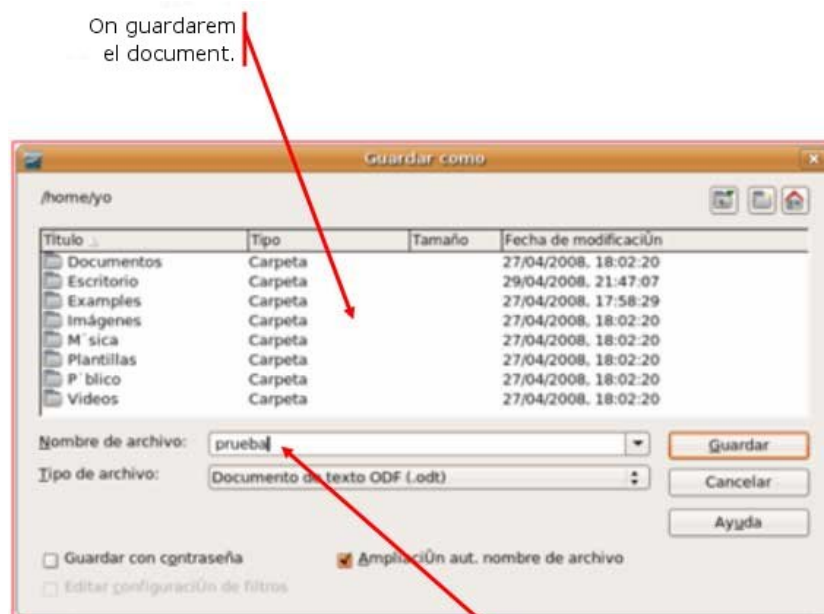 On guardarem
el document.
Guardar como
/home/yo
Título Tipo Tamaño Fecha de modificaciÛn
Documentos Carpeta 27/04/2008, 18:02:20
Escritorio Carpeta 29/04/2008, 21:47:07
Examples Carpeta 27/04/2008, 17:58:29
Imágenes Carpeta 27/04/2008, 18:02:20
M˙sica Carpeta 27/04/2008, 18:02:20
Plantillas Carpeta 27/04/2008, 18:02:20
P˙blico Carpeta 27/04/2008, 18:02:20
Videos Carpeta 27/04/2008, 18:02:20
Nombre de archivo: prueba Guardar
Tipo de archivo: Documento de texto ODF (.odt) Cancelar
Ayuda
Guardar con contraseña AmpliaciÛn aut. nombre de archivo
Editar configuraciÛn de filtros